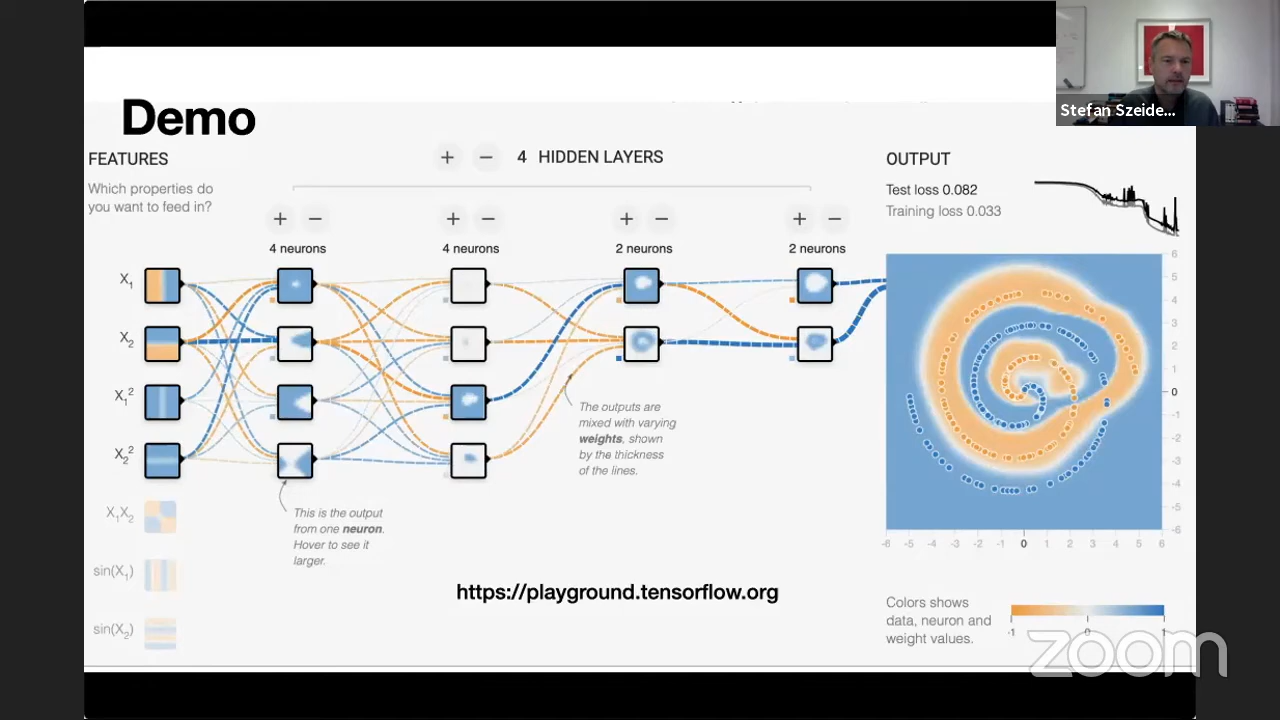 Stefan Szeide...
Demo
FEATURES
Which properties do
you want to feed in?
+ − 4 HIDDEN LAYERS
+ −
4 neurons
+ −
4 neurons
+ −
2 neurons
+ −
2 neurons
X1
X2
X1²
X2²
X1X2
sin(X1)
sin(X2)
This is the output
from one neuron.
Hover to see it
larger.
The outputs are
mixed with varying
weights, shown
by the thickness
of the lines.
https://playground.tensorflow.org
OUTPUT
Test loss 0.082
Training loss 0.033
6
5
4
3
2
1
0
-1
-2
-3
-4
-5
-6
-6 -5 -4 -3 -2 -1 0 1 2 3 4 5 6
Colors shows
data, neuron and
weight values.
-1 0 1
zoom